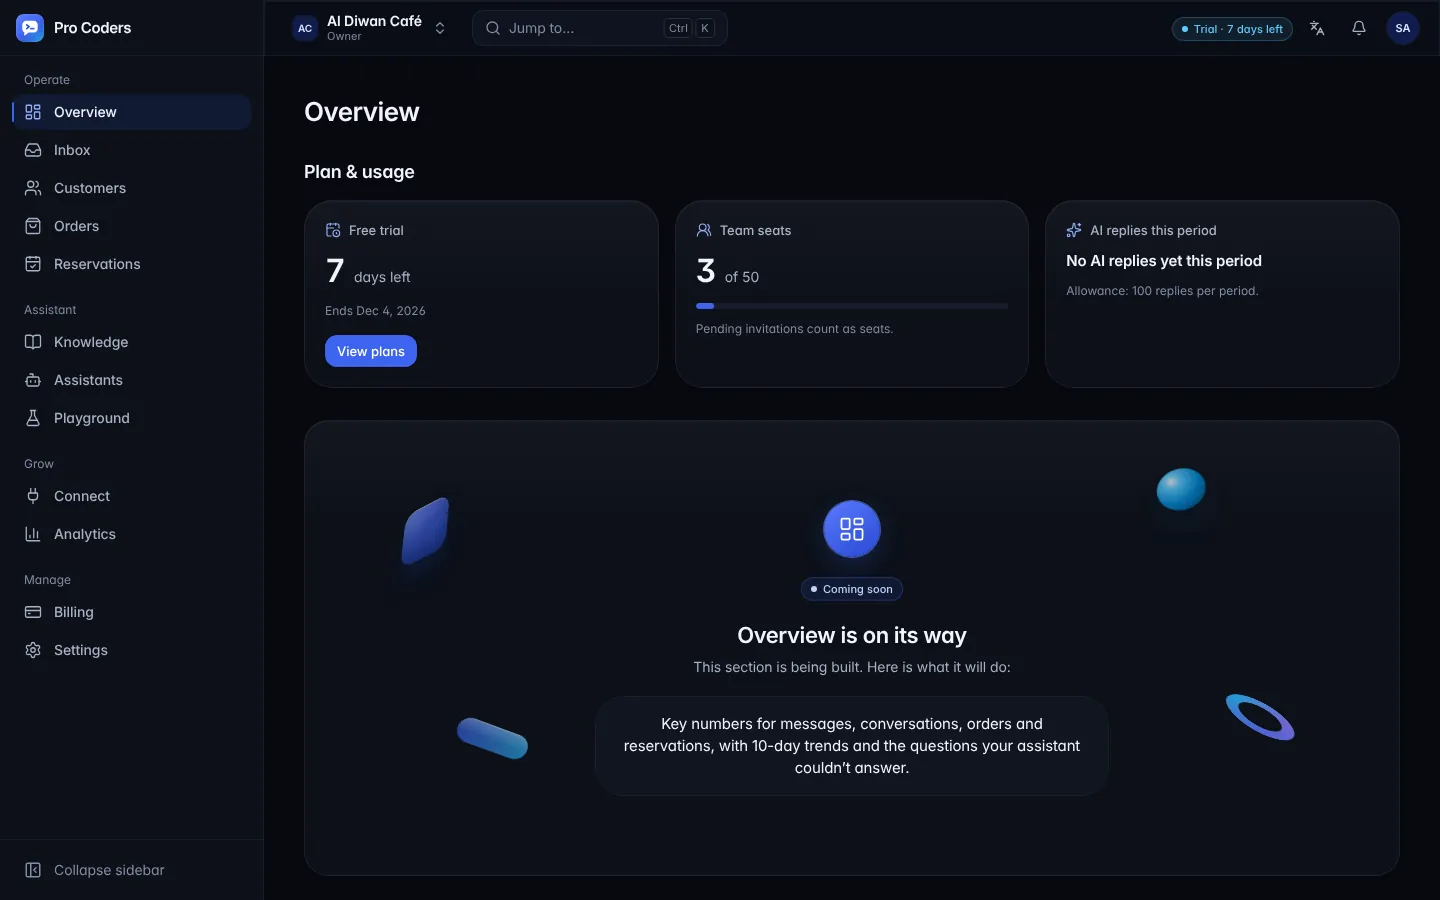 Pro Coders
AC
Al Diwan Café
Owner
Jump to...
Ctrl K
Trial · 7 days left
SA
Operate
Overview
Inbox
Customers
Orders
Reservations
Assistant
Knowledge
Assistants
Playground
Grow
Connect
Analytics
Manage
Billing
Settings
Collapse sidebar
Overview
Plan & usage
Free trial
7 days left
Ends Dec 4, 2026
View plans
Team seats
3 of 50
Pending invitations count as seats.
AI replies this period
No AI replies yet this period
Allowance: 100 replies per period.
Coming soon
Overview is on its way
This section is being built. Here is what it will do:
Key numbers for messages, conversations, orders and
reservations, with 10-day trends and the questions your assistant
couldn’t answer.